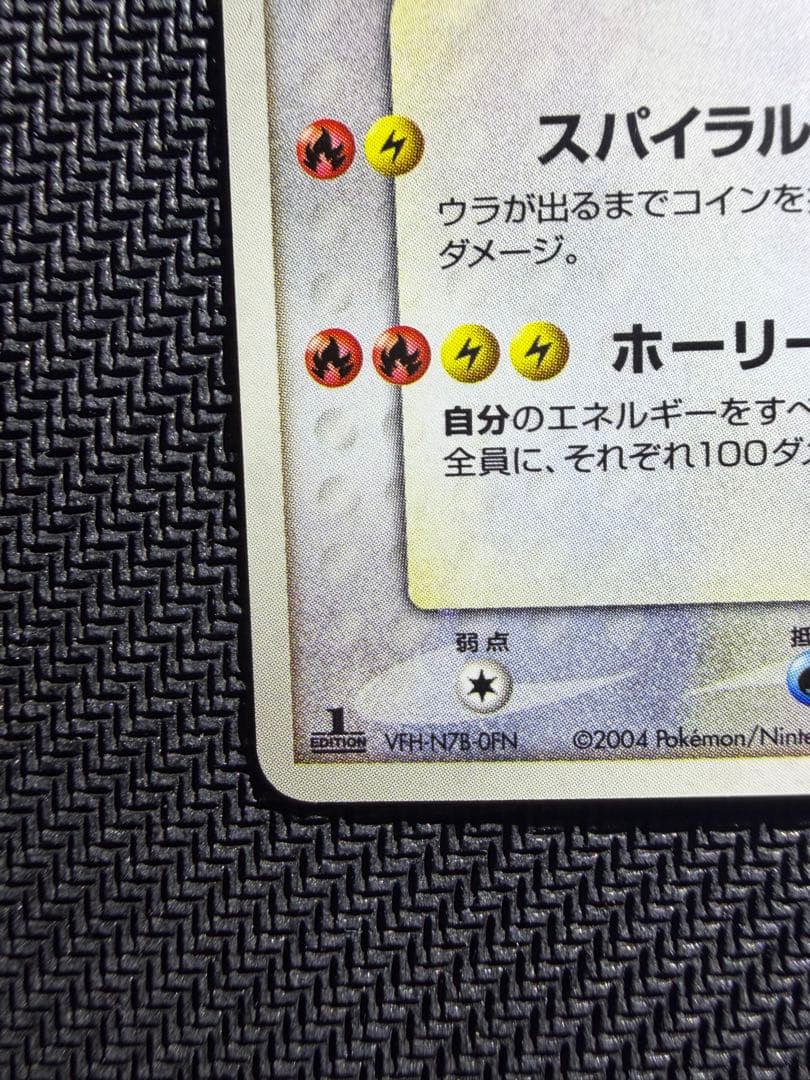 スパイラル
ウラが出るまでコインを
ダメージ。
ホーリー
自分のエネルギーをすべ
全員に、それぞれ100ダメ
弱点
抵
1
EDITION
VFH-N7B-0FN
©2004 Pokémon/Ninte